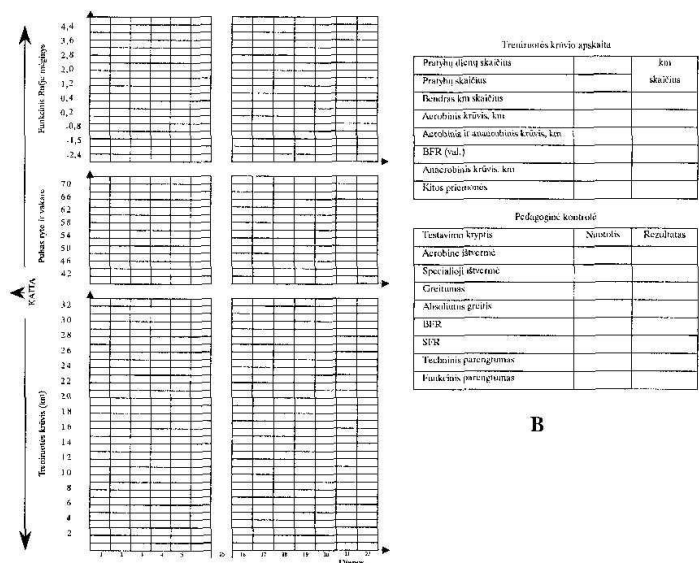 KATTA
Funkcinis Rufje mėginys
4,4
3,6
2,8
2,0
1,2
0,4
0,2
-0,8
-1,5
-2,4
Pulsas ryte ir vakare
70
66
62
58
54
50
46
42
Treniruotės krūvis (km)
32
30
28
26
24
22
20
18
16
14
12
10
8
6
4
2
1 2 3 4 5 15 16 17 18 19 20 21 22
Dienos
Treniruotės krūvio apskaita
Pratybų dienų skaičius km
Pratybų skaičius skaičius
Bendras km skaičius
Aerobinis krūvis, km
Aerobinis ir anaerobinis krūvis, km
BFR (val.)
Anaerobinis krūvis, km
Kitos priemonės
Pedagoginė kontrolė
Testavimo kryptis Nuotolis Rezultatas
Aerobinė ištvermė
Specialioji ištvermė
Greitumas
Absoliutus greitis
BFR
SFR
Techninis parengtumas
Funkcinis parengtumas
B